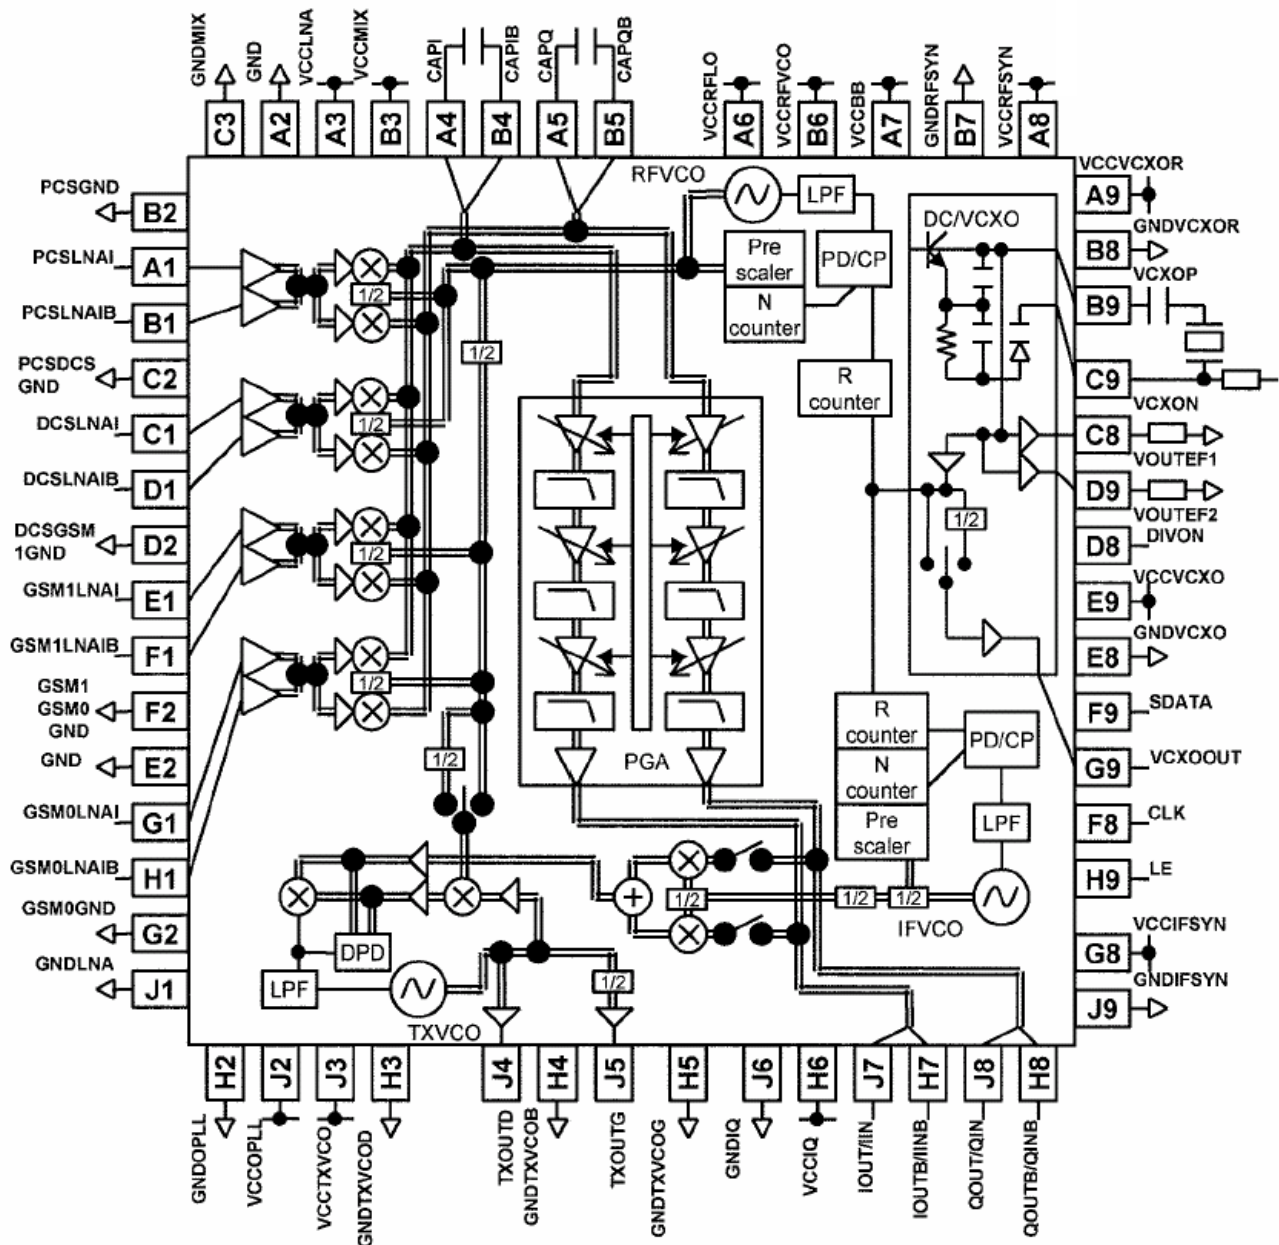 GNDMIX
GND
VCCLNA
VCCMIX
CAPI
CAPIB
CAPQ
CAPQB
VCCRFLO
VCCRFVCO
VCCBB
GNDRFSYN
VCCRFSYN
C3
A2
A3
B3
A4
B4
A5
B5
A6
B6
A7
B7
A8
PCSGND
B2
PCSLNAI
A1
PCSLNAIB
B1
PCSDCS
GND
C2
DCSLNAI
C1
DCSLNAIB
D1
DCSGSM
1GND
D2
GSM1LNAI
E1
GSM1LNAIB
F1
GSM1
GSM0
GND
F2
GND
E2
GSM0LNAI
G1
GSM0LNAIB
H1
GSM0GND
G2
GNDLNA
J1
RFVCO
LPF
Pre
scaler
N
counter
PD/CP
R
counter
DC/VCXO
1/2
1/2
1/2
1/2
1/2
1/2
1/2
1/2
PGA
R
counter
N
counter
Pre
scaler
PD/CP
LPF
1/2
1/2
1/2
IFVCO
DPD
LPF
TXVCO
1/2
VCCVCXOR
A9
GNDVCXOR
B8
VCXOP
B9
C9
VCXON
C8
VOUTEF1
D9
VOUTEF2
DIVON
D8
VCCVCXO
E9
GNDVCXO
E8
SDATA
F9
VCXOOUT
G9
CLK
F8
LE
H9
VCCIFSYN
G8
GNDIFSYN
J9
H2
J2
J3
H3
J4
H4
J5
H5
J6
H6
J7
H7
J8
H8
GNDOPLL
VCCOPLL
VCCTXVCO
GNDTXVCOD
TXOUTD
GNDTXVCOB
TXOUTG
GNDTXVCOG
GNDIQ
VCCIQ
IOUT/IIN
IOUTB/IINB
QOUT/QIN
QOUTB/QINB